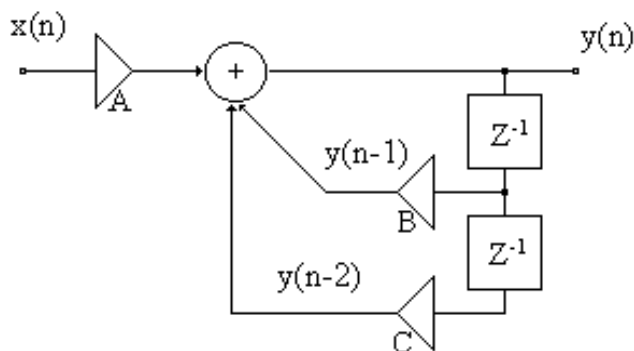 x(n)
y(n)
+
A
Z⁻¹
y(n-1)
B
Z⁻¹
y(n-2)
C